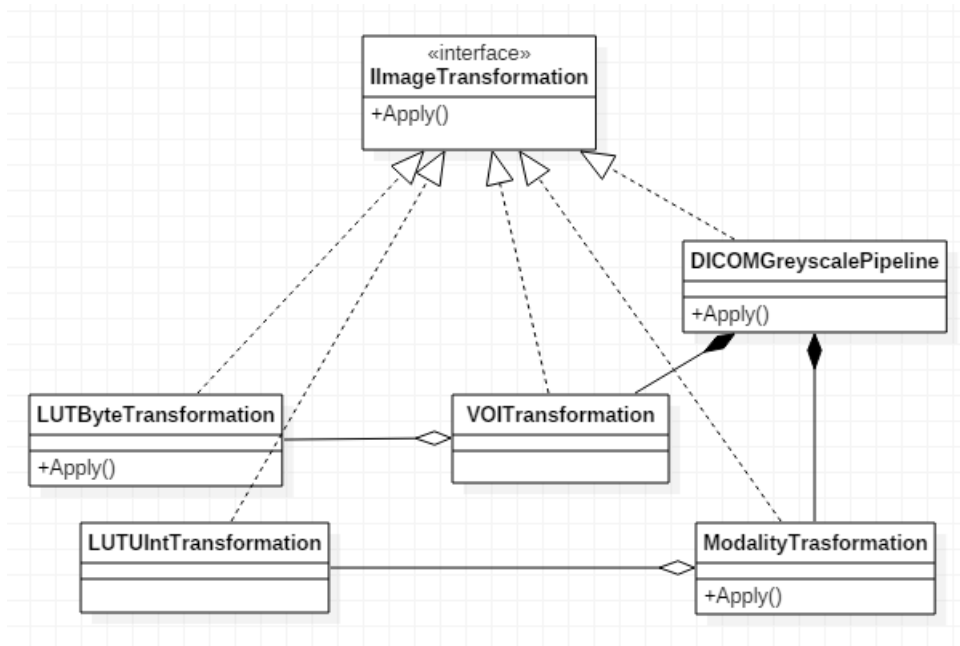 «interface»
IImageTransformation
+Apply()
DICOMGreyscalePipeline
+Apply()
LUTByteTransformation
+Apply()
VOITransformation
LUTUIntTransformation
ModalityTrasformation
+Apply()